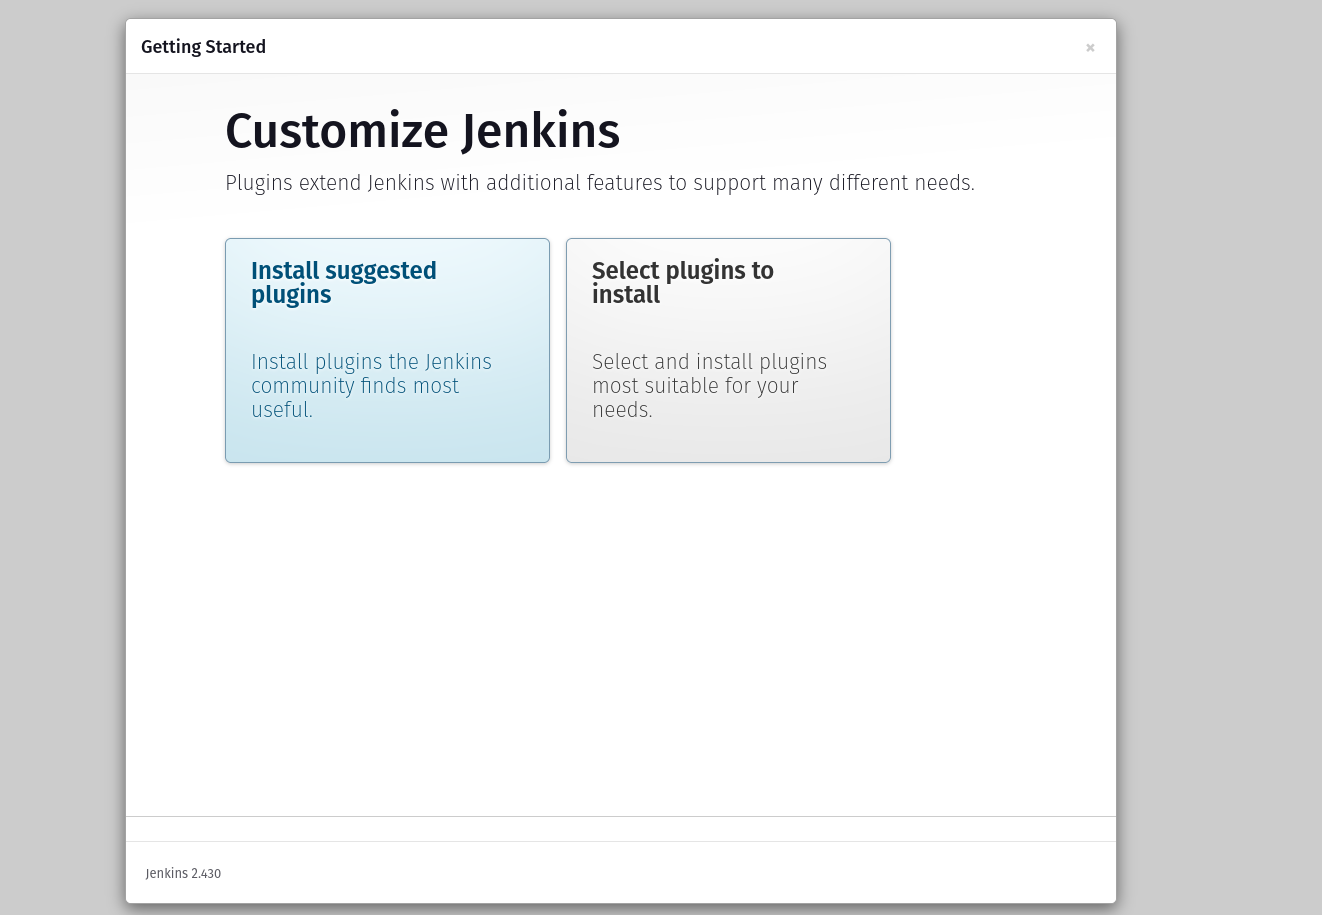 Getting Started
×
Customize Jenkins
Plugins extend Jenkins with additional features to support many different needs.
Install suggested
plugins
Install plugins the Jenkins
community finds most
useful.
Select plugins to
install
Select and install plugins
most suitable for your
needs.
Jenkins 2.430